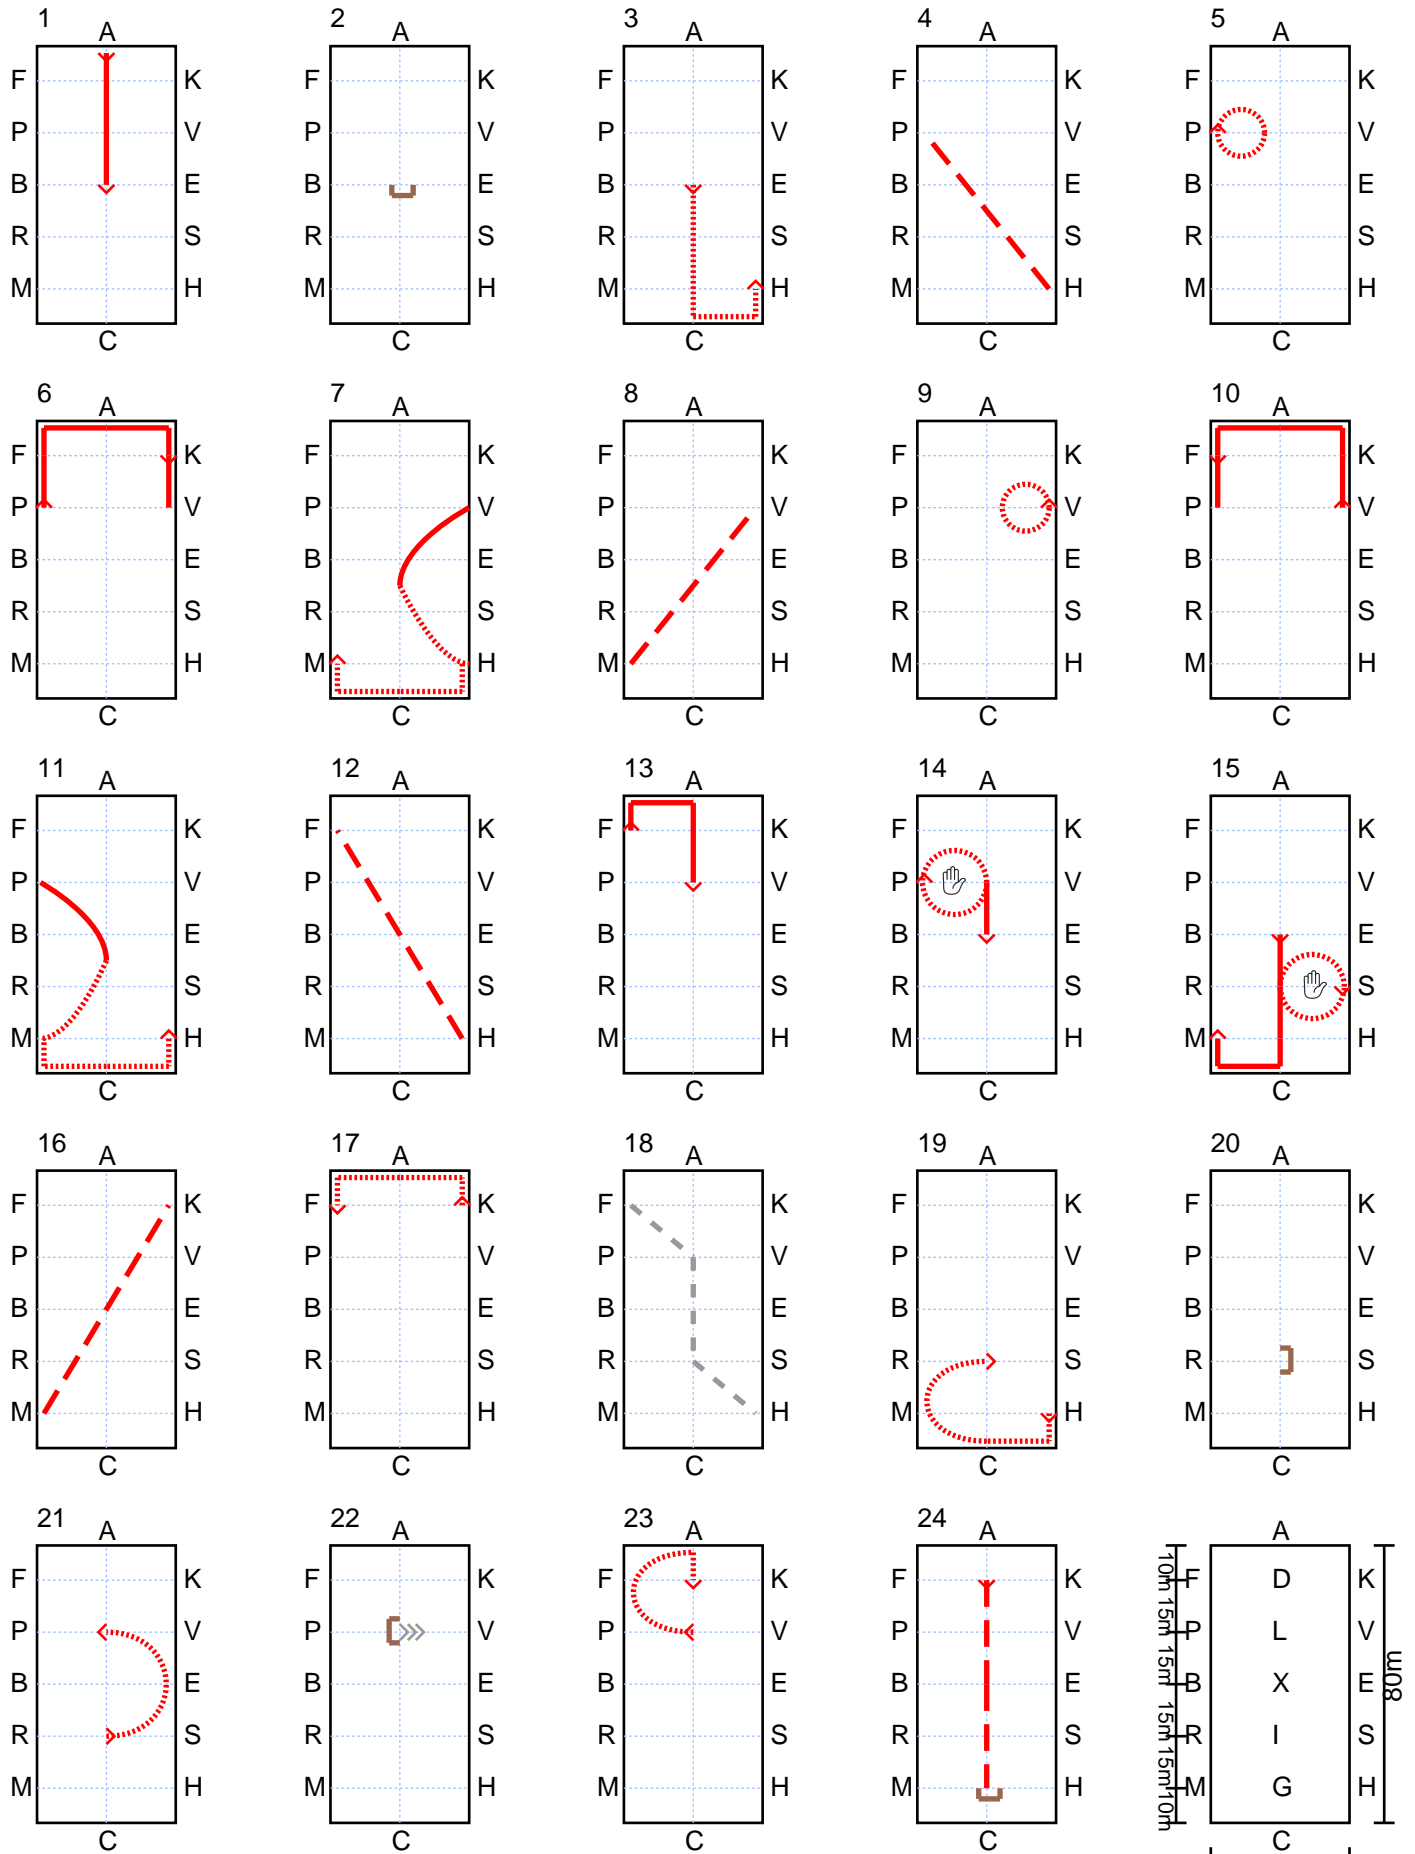 1 2 3 4 5
A A A A A
F K F K F K F K F K
P V P V P V P V P V
B E B E B E B E B E
R S R S R S R S R S
M H M H M H M H M H
C C C C C
6 7 8 9 10
A A A A A
F K F K F K F K F K
P V P V P V P V P V
B E B E B E B E B E
R S R S R S R S R S
M H M H M H M H M H
C C C C C
11 12 13 14 15
A A A A A
F K F K F K F K F K
P V P V P V P V P V
B E B E B E B E B E
R S R S R S R S R S
M H M H M H M H M H
C C C C C
16 17 18 19 20
A A A A A
F K F K F K F K F K
P V P V P V P V P V
B E B E B E B E B E
R S R S R S R S R S
M H M H M H M H M H
C C C C C
21 22 23 24
A A A A A
F K F K F K F K F D K
P V P V P V P V P L V
B E B E B E B E B X E
R S R S R S R S R I S
M H M H M H M H M G H
C C C C C
10m 15m 15m 15m 15m 10m
80m